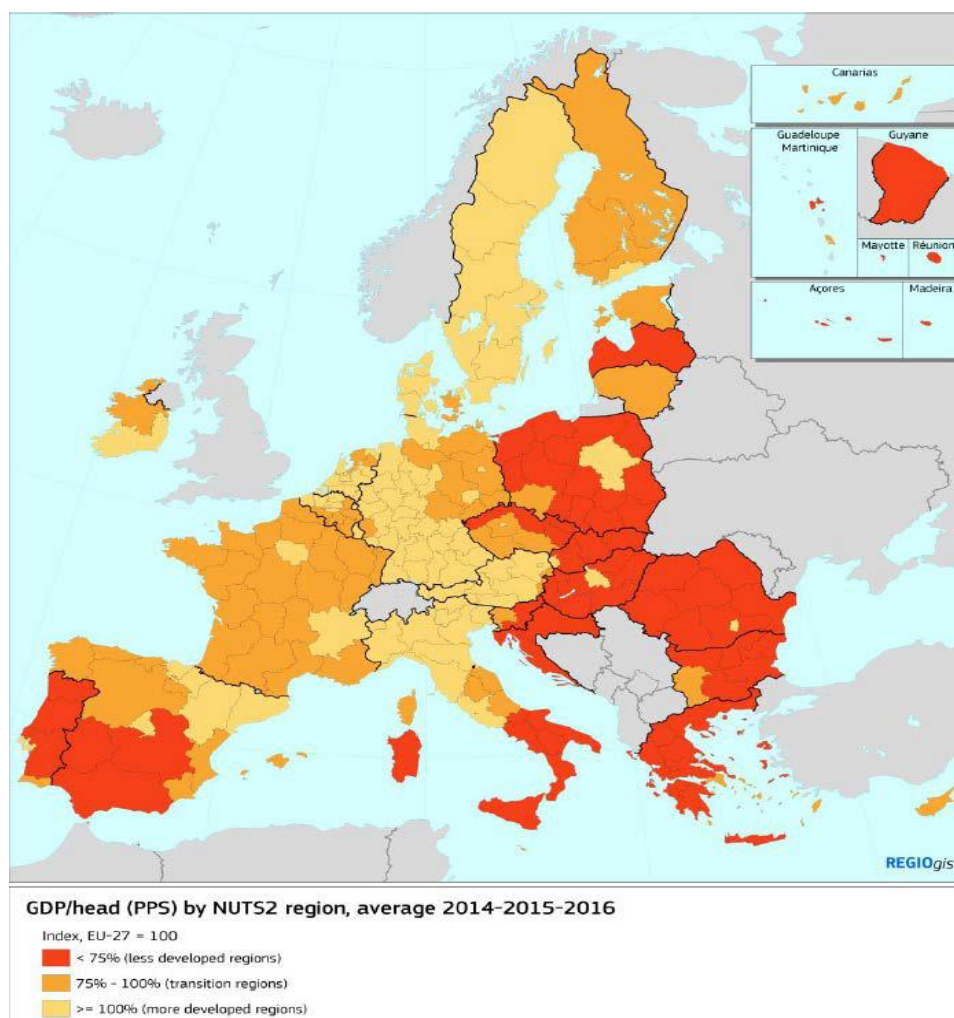 Canarias
Guadeloupe
Martinique
Guyane
Mayotte
Réunion
Açores
Madeira
REGIOgis
GDP/head (PPS) by NUTS2 region, average 2014-2015-2016
Index, EU-27 = 100
< 75% (less developed regions)
75% - 100% (transition regions)
>= 100% (more developed regions)